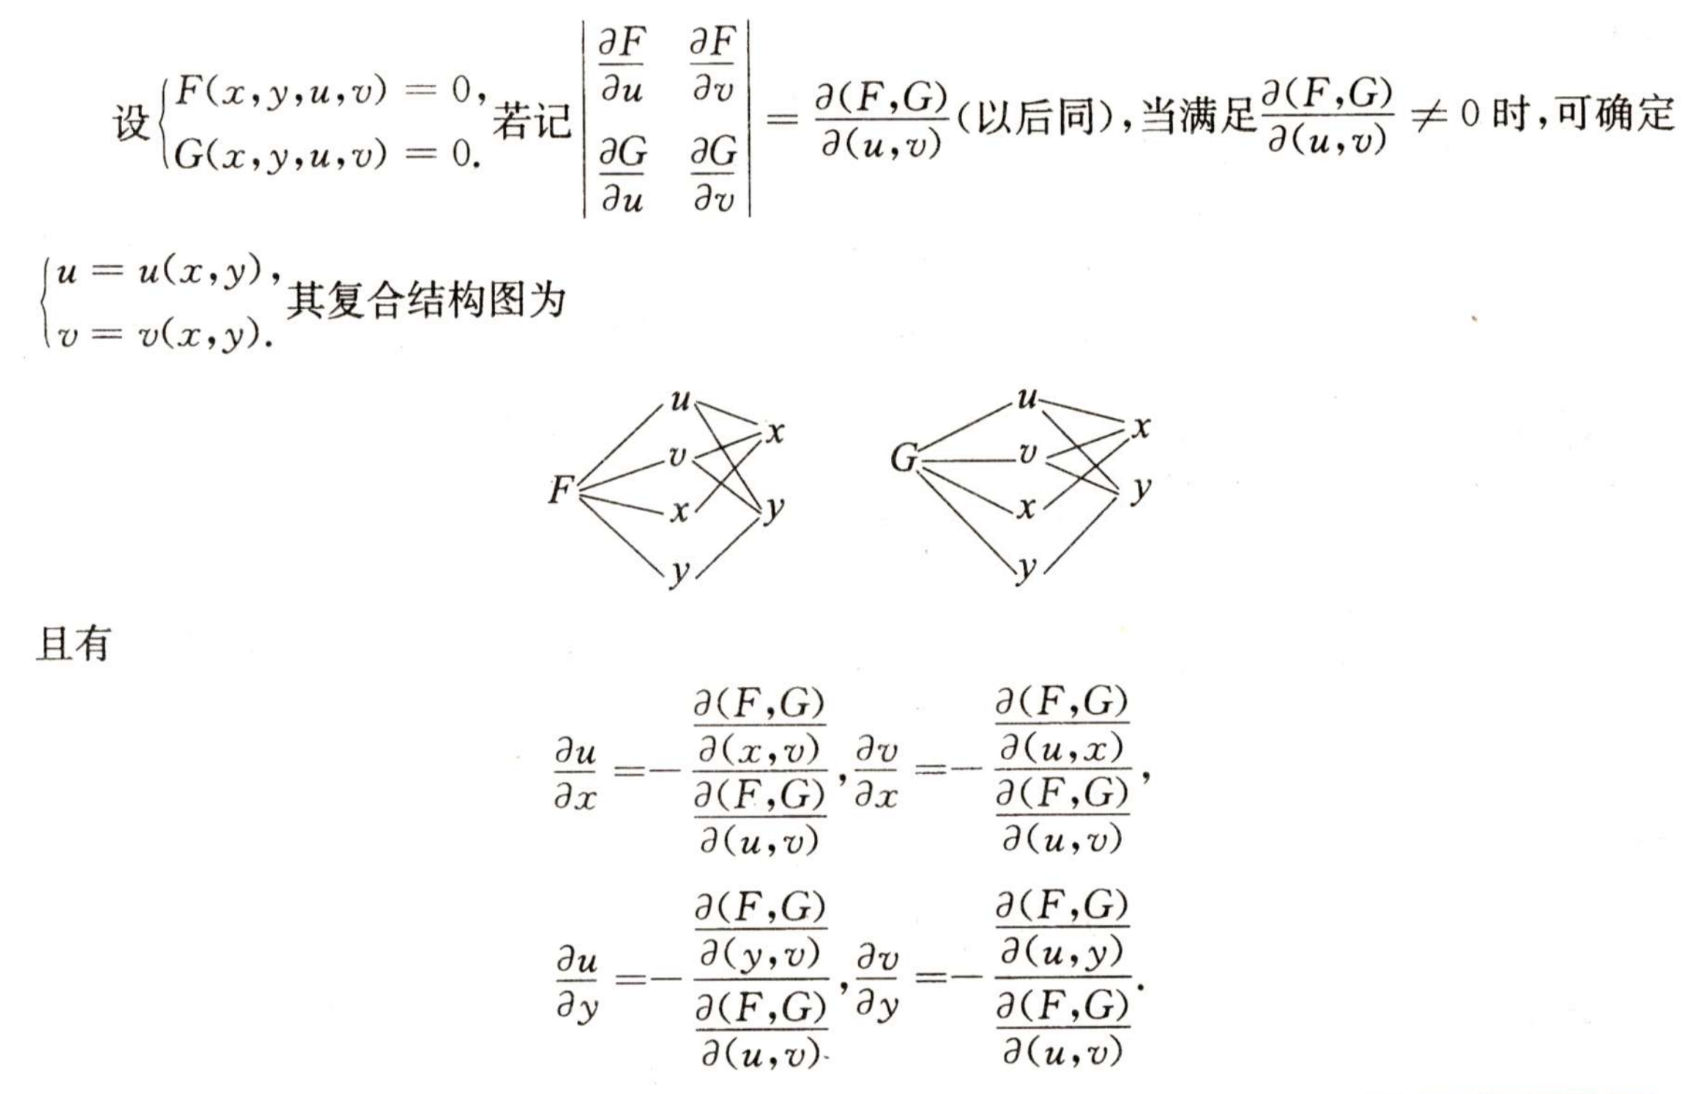 设 $\begin{cases} F(x,y,u,v) = 0, \\ G(x,y,u,v) = 0. \end{cases}$ 若记 $\begin{vmatrix} \frac{\partial F}{\partial u} & \frac{\partial F}{\partial v} \\ \frac{\partial G}{\partial u} & \frac{\partial G}{\partial v} \end{vmatrix} = \frac{\partial(F,G)}{\partial(u,v)}$ (以后同),当满足 $\frac{\partial(F,G)}{\partial(u,v)} \neq 0$ 时,可确定
$\begin{cases} u = u(x,y), \\ v = v(x,y). \end{cases}$ 其复合结构图为
F u v x y x y
G u v x y x y
且有
$\frac{\partial u}{\partial x} = -\frac{\frac{\partial(F,G)}{\partial(x,v)}}{\frac{\partial(F,G)}{\partial(u,v)}}, \frac{\partial v}{\partial x} = -\frac{\frac{\partial(F,G)}{\partial(u,x)}}{\frac{\partial(F,G)}{\partial(u,v)}},$
$\frac{\partial u}{\partial y} = -\frac{\frac{\partial(F,G)}{\partial(y,v)}}{\frac{\partial(F,G)}{\partial(u,v)}}, \frac{\partial v}{\partial y} = -\frac{\frac{\partial(F,G)}{\partial(u,y)}}{\frac{\partial(F,G)}{\partial(u,v)}}.$